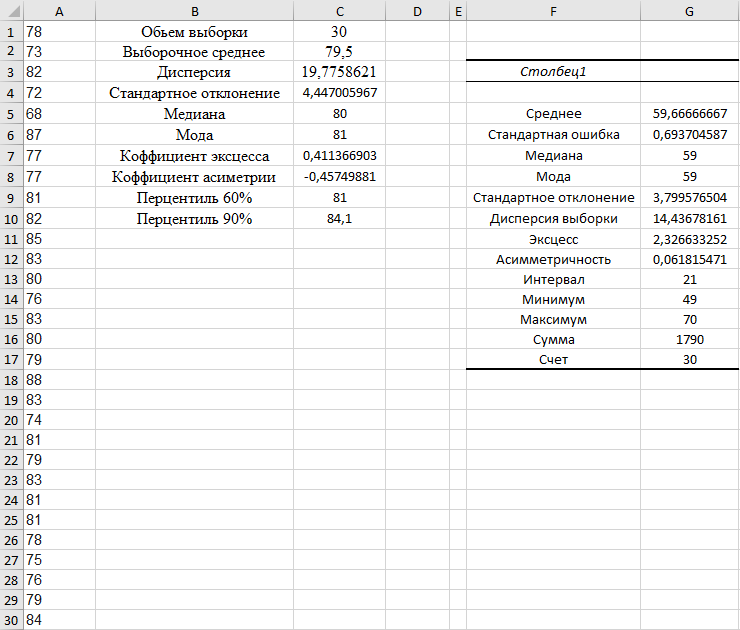 A B C D E F G
1 78 Обьем выборки 30
2 73 Выборочное среднее 79,5
3 82 Дисперсия 19,7758621 Столбец1
4 72 Стандартное отклонение 4,447005967
5 68 Медиана 80 Среднее 59,66666667
6 87 Мода 81 Стандартная ошибка 0,693704587
7 77 Коффициент эксцесса 0,411366903 Медиана 59
8 77 Коффициент асиметрии -0,45749881 Мода 59
9 81 Перцентиль 60% 81 Стандартное отклонение 3,799576504
10 82 Перцентиль 90% 84,1 Дисперсия выборки 14,43678161
11 85 Эксцесс 2,326633252
12 83 Асимметричность 0,061815471
13 80 Интервал 21
14 76 Минимум 49
15 83 Максимум 70
16 80 Сумма 1790
17 79 Счет 30
18 88
19 83
20 74
21 81
22 79
23 83
24 81
25 81
26 78
27 75
28 76
29 79
30 84